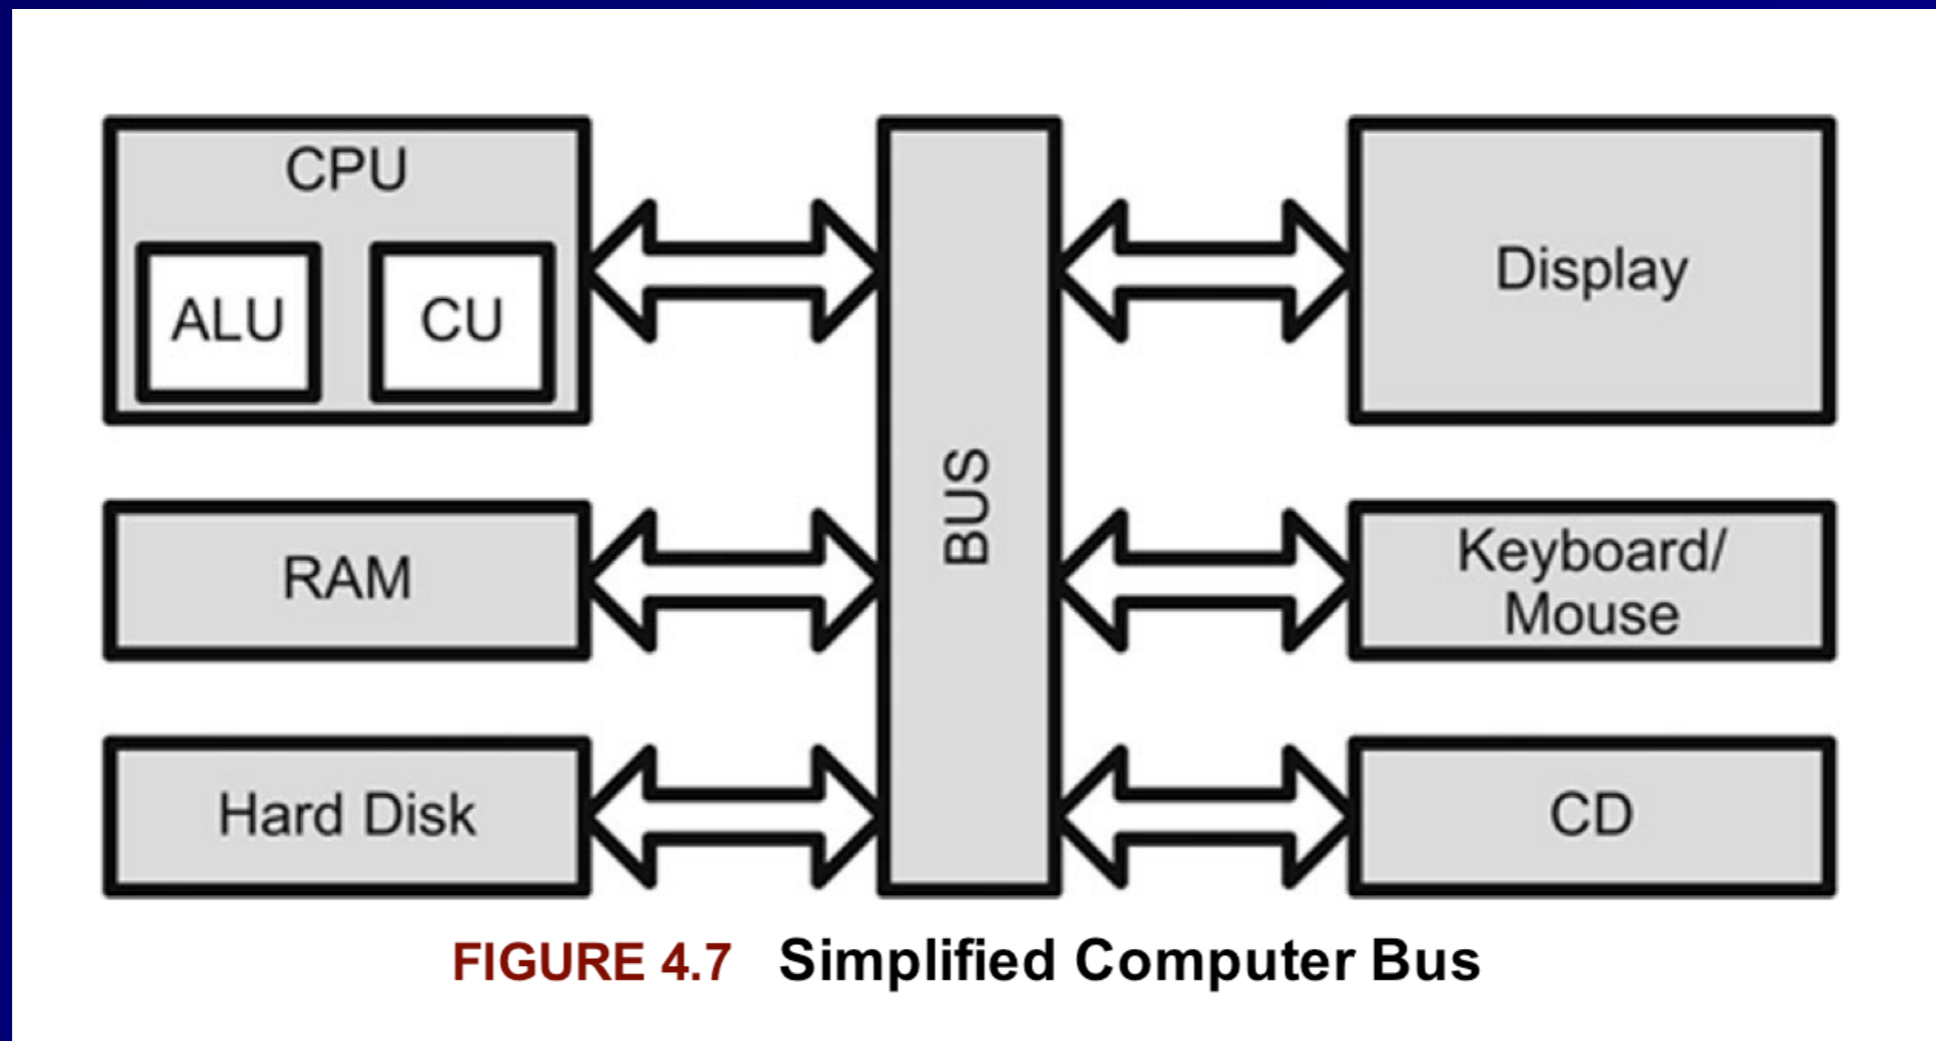 CPU
ALU
CU
RAM
Hard Disk
BUS
Display
Keyboard/
Mouse
CD
FIGURE 4.7 Simplified Computer Bus